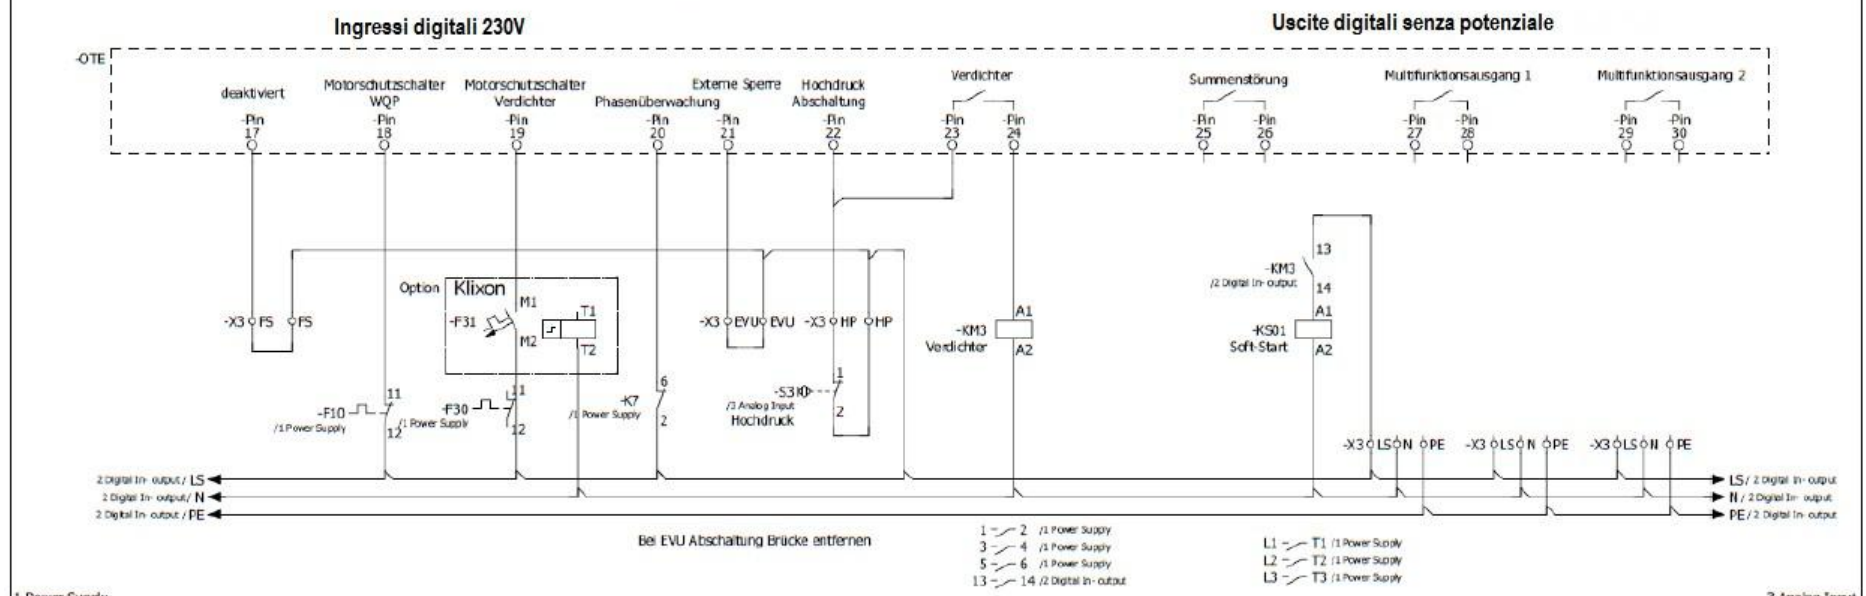 Ingressi digitali 230V
Uscite digitali senza potenziale
-OTE
deaktiviert
Motorschutzschalter
WQP
Motorschutzschalter
Verdichter
Phasenüberwachung
Externe Sperre
Hochdruck
Abschaltung
Verdichter
Summenstörung
Multifunktionsausgang 1
Multifunktionsausgang 2
-Pin
17
-Pin
18
-Pin
19
-Pin
20
-Pin
21
-Pin
22
-Pin
23
-Pin
24
-Pin
25
-Pin
26
-Pin
27
-Pin
28
-Pin
29
-Pin
30
13
-KM3
/2 Digital In- output
14
Option
Klixon
M1
T1
-F31
M2
T2
-X3 FS FS
-X3 EVU EVU
-X3 HP HP
A1
-KM3
Verdichter
A2
A1
-KS01
Soft-Start
A2
11
-F10
/1 Power Supply
12
11
-F30
/1 Power Supply
12
6
-K7
/1 Power Supply
2
1
-S3
/3 Analog Input
Hochdruck
2
-X3 LS N PE
-X3 LS N PE
-X3 LS N PE
2 Digital In- output/ LS
2 Digital In- output/ N
2 Digital In- output / PE
LS/ 2 Digital In- output
N / 2 Digital In- output
PE/ 2 Digital In- output
Bei EVU Abschaltung Brücke entfernen
1 2 /1 Power Supply
3 4 /1 Power Supply
5 6 /1 Power Supply
13 14 /2 Digital In- output
L1 T1 /1 Power Supply
L2 T2 /1 Power Supply
L3 T3 /1 Power Supply
1 Power Supply
3 Analog Input